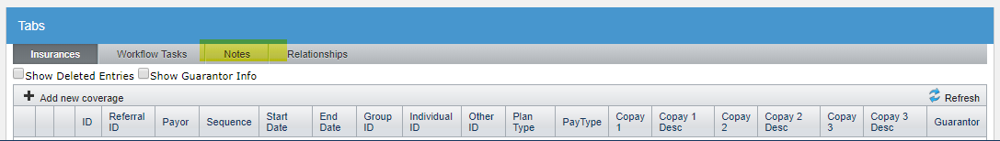 Tabs
Insurances Workflow Tasks Notes Relationships
Show Deleted Entries Show Guarantor Info
Add new coverage Refresh
ID Referral ID Payor Sequence Start Date End Date Group ID Individual ID Other ID Plan Type PayType Copay 1 Copay 1 Desc Copay 2 Copay 2 Desc Copay 3 Copay 3 Desc Guarantor